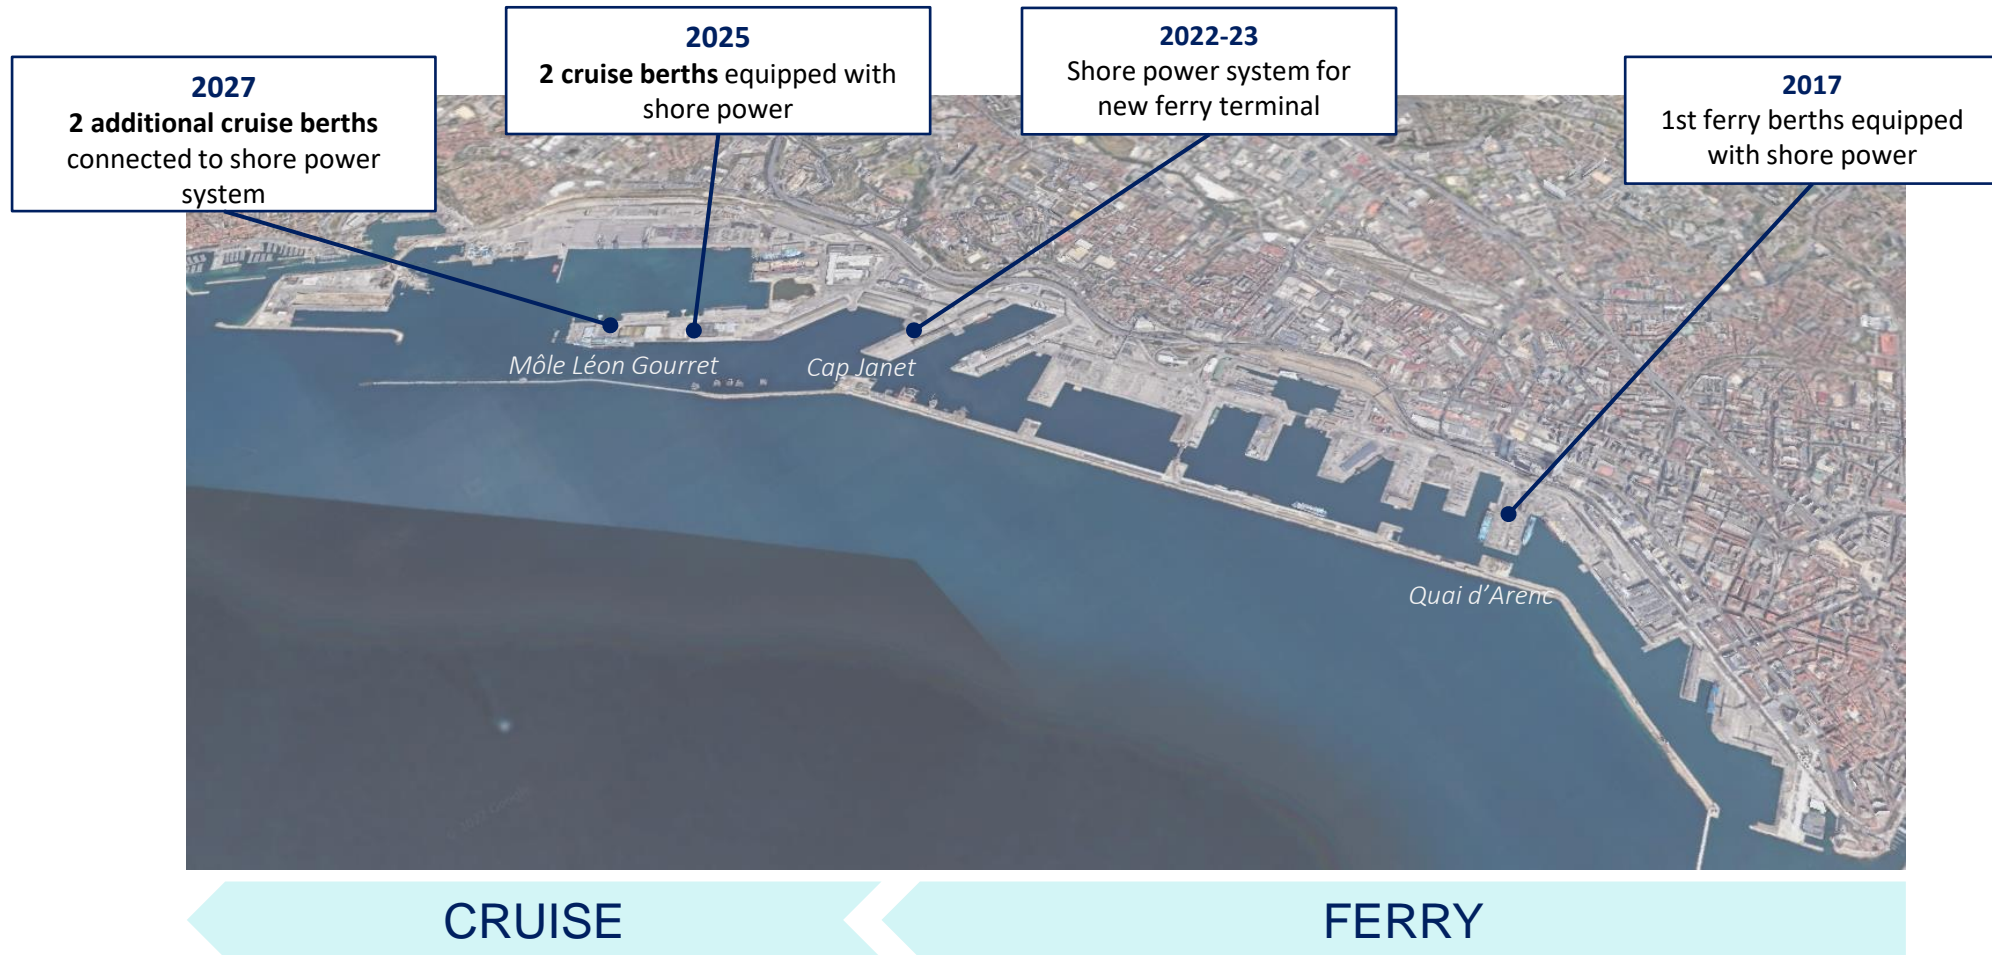 2027
2 additional cruise berths
connected to shore power
system
2025
2 cruise berths equipped with
shore power
2022-23
Shore power system for
new ferry terminal
2017
1st ferry berths equipped
with shore power
Môle Léon Gourret
Cap Janet
Quai d’Arenc
CRUISE
FERRY